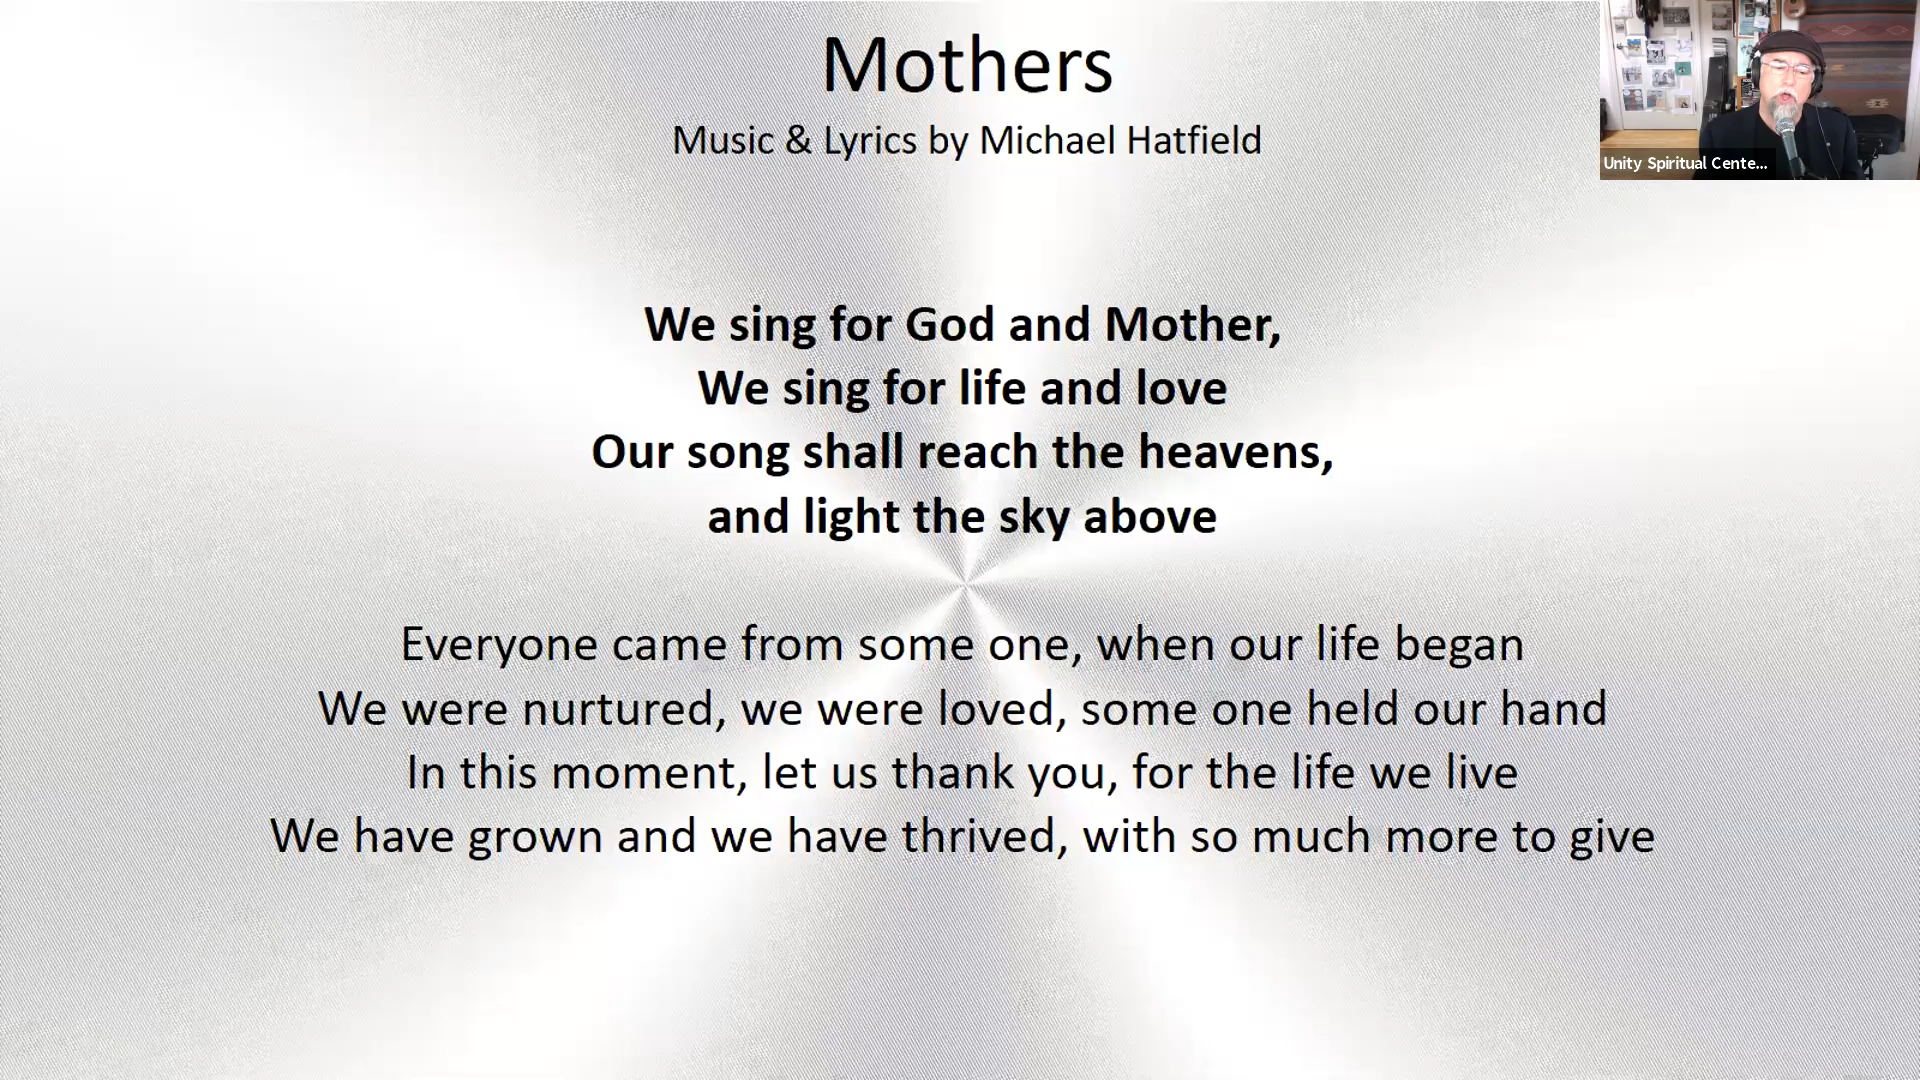 Mothers
Music & Lyrics by Michael Hatfield
Unity Spiritual Cente...
We sing for God and Mother,
We sing for life and love
Our song shall reach the heavens,
and light the sky above
Everyone came from some one, when our life began
We were nurtured, we were loved, some one held our hand
In this moment, let us thank you, for the life we live
We have grown and we have thrived, with so much more to give